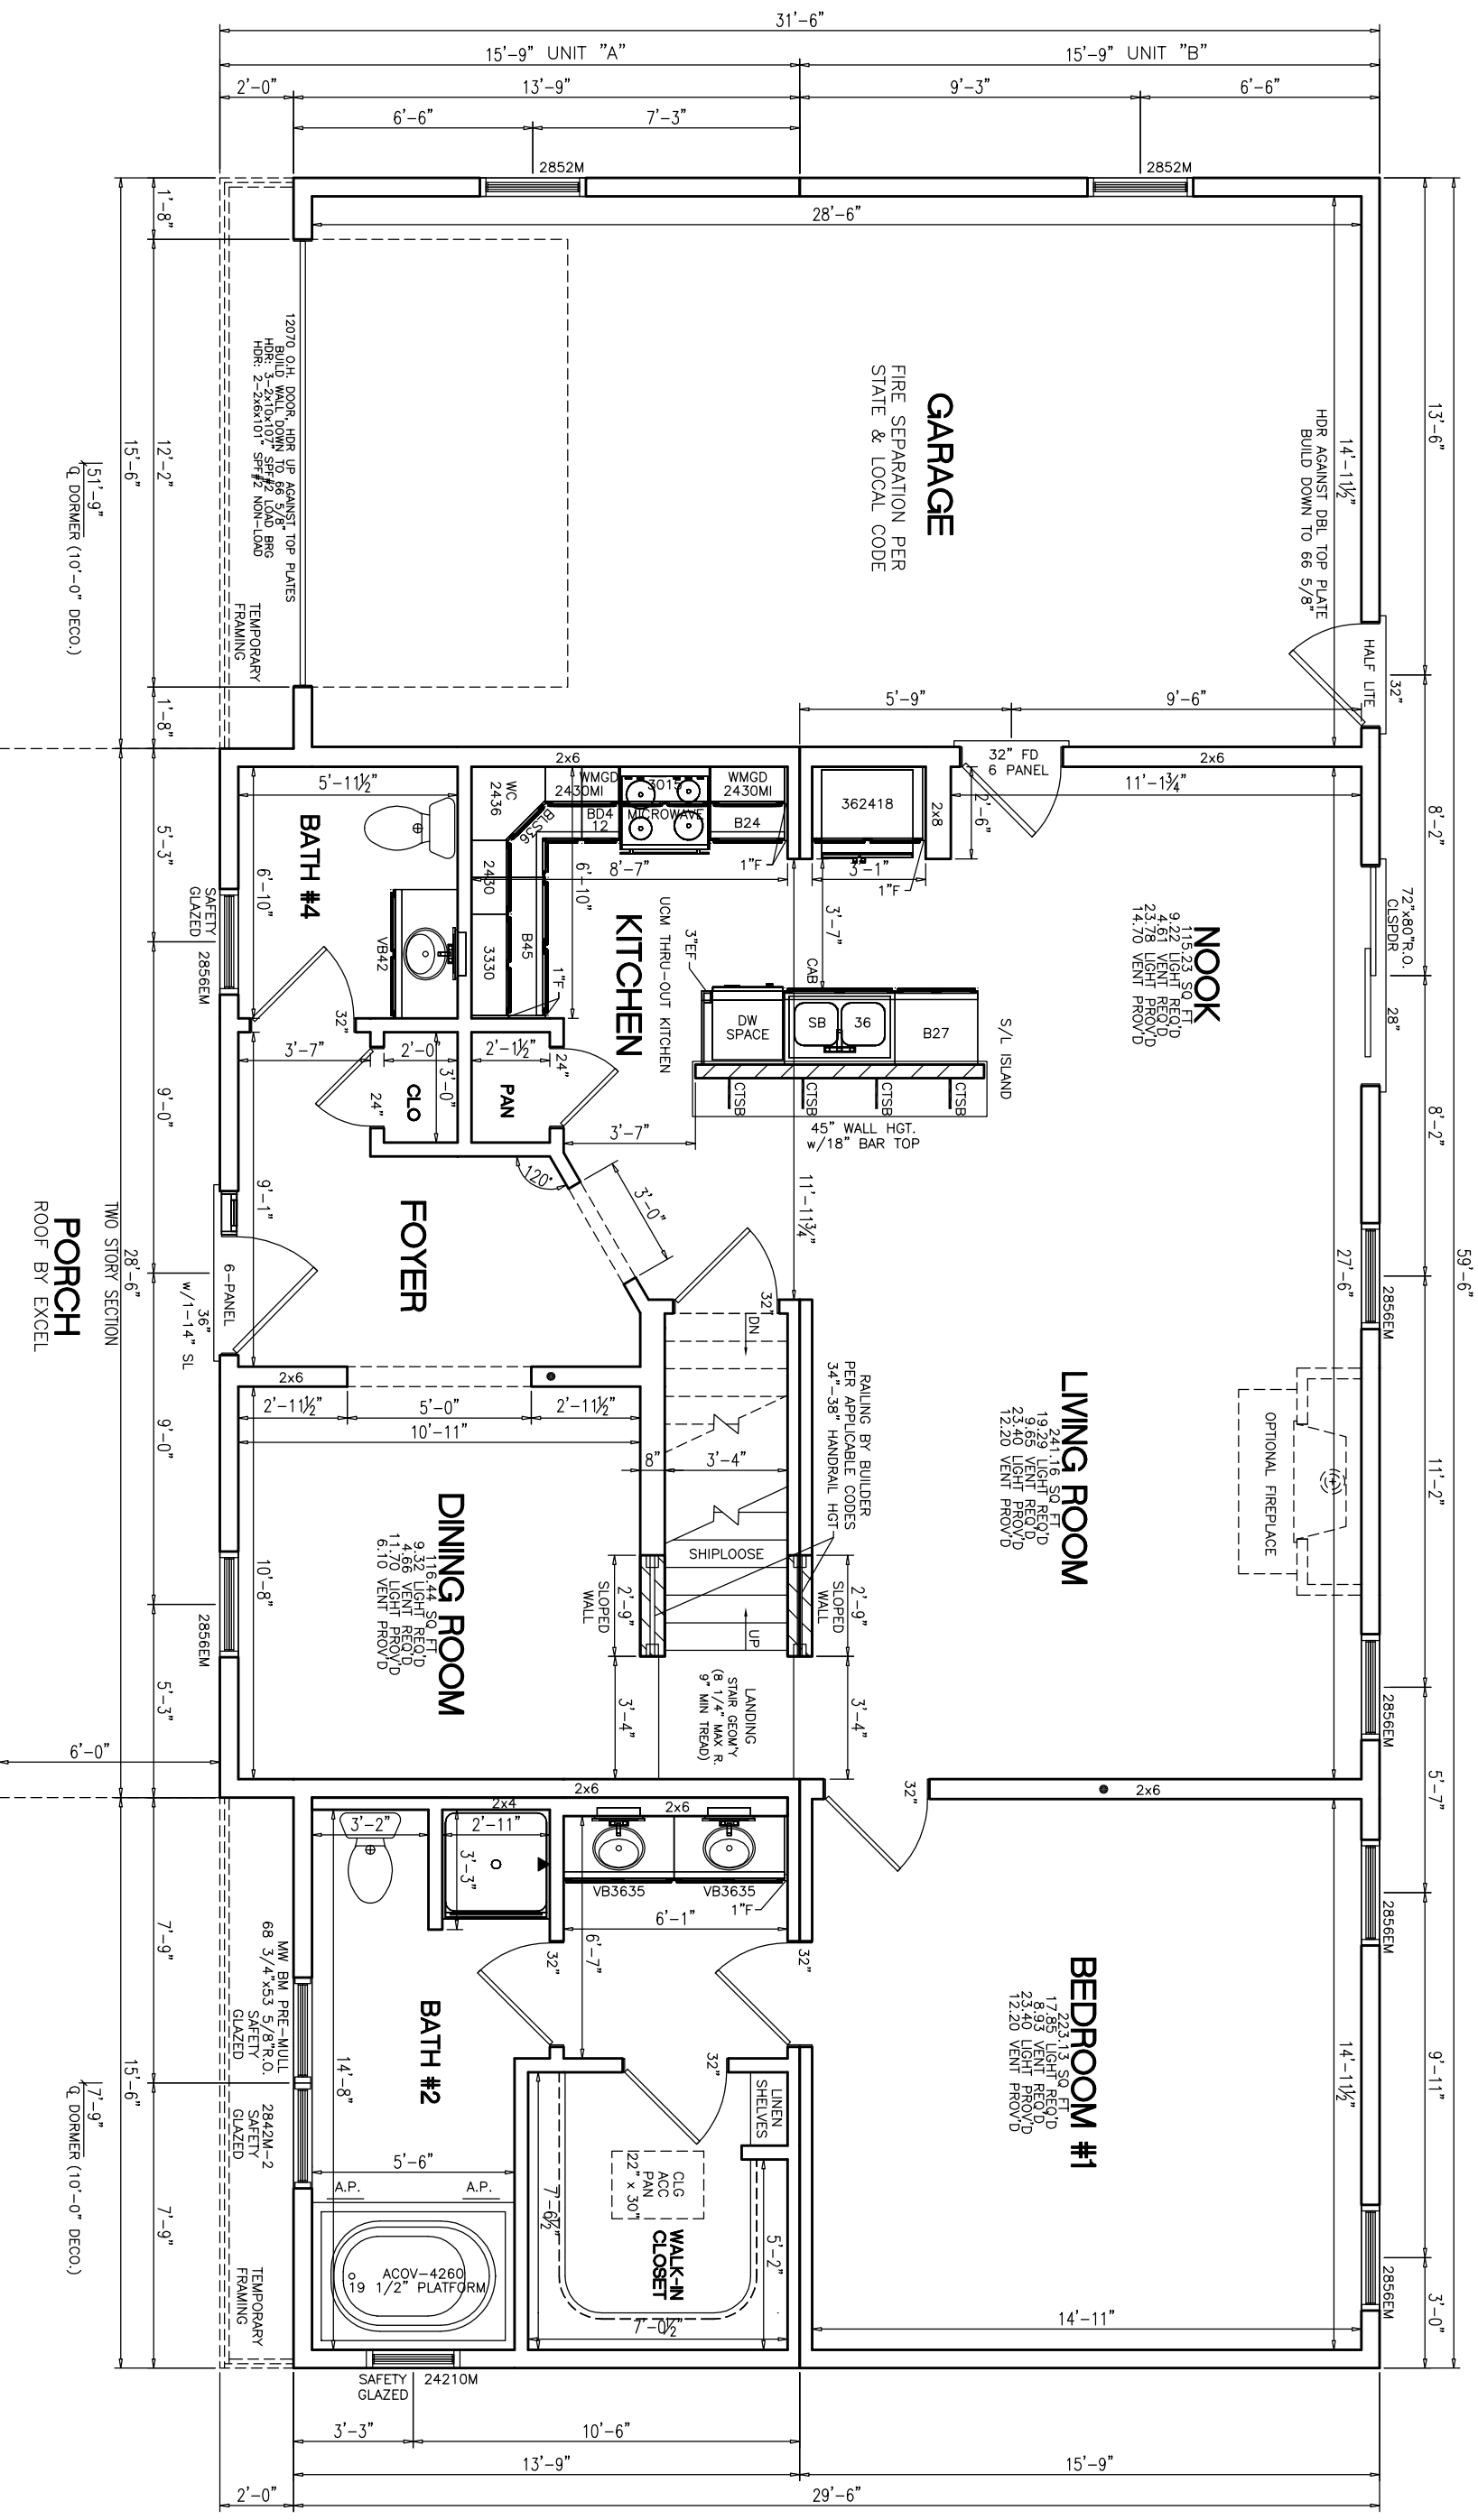 31'-6"
15'-9" UNIT "A"
15'-9" UNIT "B"
2'-0"
13'-9"
9'-3"
6'-6"
6'-6"
7'-3"
2852M
2852M
28'-6"
1'-8"
12'-2"
1'-8"
15'-6"
51'-9"
℄ DORMER (10'-0" DECO.)
12070 O.H. DOOR, HDR UP AGAINST TOP PLATES
BUILD WALL DOWN TO 66 5/8"
HDR: 3-2x10x107" SPF#2 LOAD BRG
HDR: 2-2x6x101" SPF#2 NON-LOAD
TEMPORARY
FRAMING
GARAGE
FIRE SEPARATION PER
STATE & LOCAL CODE
HDR AGAINST DBL TOP PLATE
BUILD DOWN TO 66 5/8"
14'-11½"
13'-6"
59'-6"
HALF LITE
32"
5'-9"
9'-6"
32" FD
6 PANEL
2x6
2x6
11'-1¾"
8'-2"
72"x80"R.O.
CLSPDR
28"
8'-2"
5'-11½"
BATH #4
6'-10"
5'-3"
SAFETY
GLAZED
2856EM
VB42
32"
WC
2436
WMGD
2430MI
3015
MICROWAVE
WMGD
2430MI
BLS36
BD4
12
B24
2430
3330
B45
1"F
1"F
1"F
8'-7"
6'-10"
362418
2x8
2'-6"
3'-1"
3'-7"
KITCHEN
UCM THRU-OUT KITCHEN
3"EF
CAB
DW
SPACE
SB
36
B27
S/L ISLAND
CTSB
CTSB
CTSB
CTSB
45" WALL HGT.
w/18" BAR TOP
NOOK
115.23 SQ FT
9.22 LIGHT REQ'D
4.61 VENT REQ'D
23.78 LIGHT PROV'D
14.70 VENT PROV'D
3'-7"
2'-0"
2'-1½"
24"
CLO
3'-0"
24"
PAN
3'-7"
9'-0"
9'-1"
120°
3'-0"
11'-11¾"
27'-6"
2856EM
FOYER
6-PANEL
36"
w/1-14" SL
PORCH
ROOF BY EXCEL
TWO STORY SECTION
28'-6"
32"
DN
2x6
2'-11½"
5'-0"
2'-11½"
10'-11"
8"
3'-4"
RAILING BY BUILDER
PER APPLICABLE CODES
34"-38" HANDRAIL HGT
LIVING ROOM
241.16 SQ FT
19.29 LIGHT REQ'D
9.65 VENT REQ'D
23.40 LIGHT PROV'D
12.20 VENT PROV'D
OPTIONAL FIREPLACE
11'-2"
9'-0"
DINING ROOM
116.44 SQ FT
9.32 LIGHT REQ'D
4.66 VENT REQ'D
11.70 LIGHT PROV'D
6.10 VENT PROV'D
10'-8"
2856EM
5'-3"
6'-0"
SHIPLOOSE
2'-9"
SLOPED
WALL
2'-9"
SLOPED
WALL
UP
3'-4"
LANDING
STAIR GEOM'Y
(8 1/4" MAX R.
9" MIN TREAD)
3'-4"
2856EM
5'-7"
32"
2x6
2x6
2x4
2x6
3'-2"
2'-11"
3'-3"
VB3635
VB3635
1"F
6'-1"
6'-7"
32"
32"
2856EM
7'-9"
MW BM PRE-MULL
68 3/4"x53 5/8"R.O.
SAFETY
GLAZED
2842M-2
SAFETY
GLAZED
BATH #2
14'-8"
BEDROOM #1
223.13 SQ FT
17.85 LIGHT REQ'D
8.93 VENT REQ'D
23.40 LIGHT PROV'D
12.20 VENT PROV'D
14'-11½"
9'-11"
32"
LINEN
SHELVES
CLG
ACC
PAN
22" x 30"
WALK-IN
CLOSET
5'-2"
7'-6½"
7'-0½"
5'-6"
A.P.
A.P.
ACOV-4260
19 1/2" PLATFORM
15'-6"
7'-9"
℄ DORMER (10'-0" DECO.)
7'-9"
TEMPORARY
FRAMING
14'-11"
2856EM
3'-0"
SAFETY
GLAZED
24210M
3'-3"
10'-6"
13'-9"
15'-9"
2'-0"
29'-6"